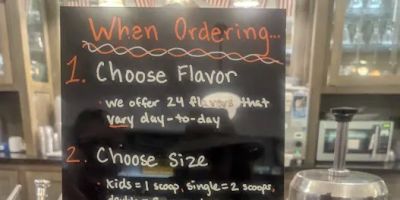 When Ordering...
1. Choose Flavor
• we offer 24 flavors that
vary day-to-day
2. Choose Size
• kids = 1 scoop, single = 2 scoops,